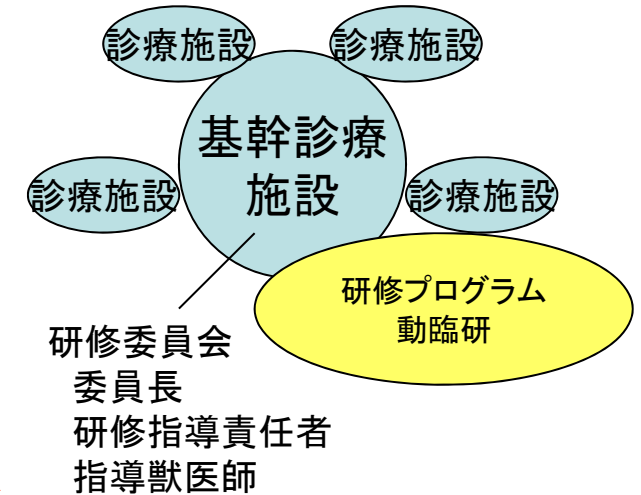 診療施設
診療施設
基幹診療
施設
診療施設
診療施設
研修プログラム
動臨研
研修委員会
委員長
研修指導責任者
指導獣医師